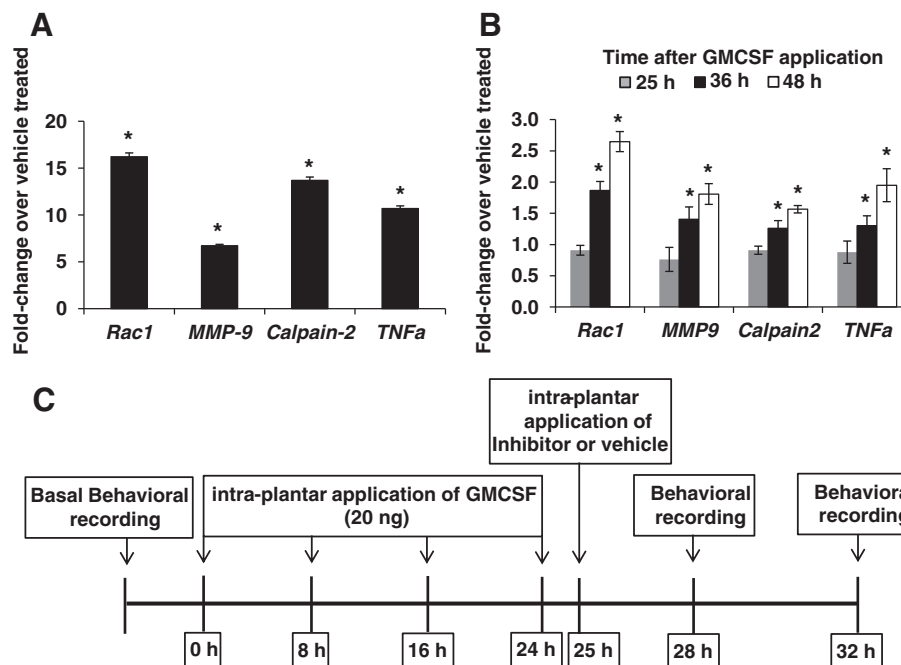 A
Fold-change over vehicle treated
20
15
10
5
0
*
*
*
*
Rac1
MMP-9
Calpain-2
TNFa
B
Time after GMCSF application
25 h
36 h
48 h
Fold-change over vehicle treated
3.0
2.5
2.0
1.5
1.0
0.5
0.0
*
*
*
*
*
*
*
*
Rac1
MMP9
Calpain2
TNFa
C
intra-plantar
application of
Inhibitor or vehicle
Basal Behavioral
recording
intra-plantar application of GMCSF
(20 ng)
Behavioral
recording
Behaviora
recording
0 h
8 h
16 h
24 h
25 h
28 h
32 h